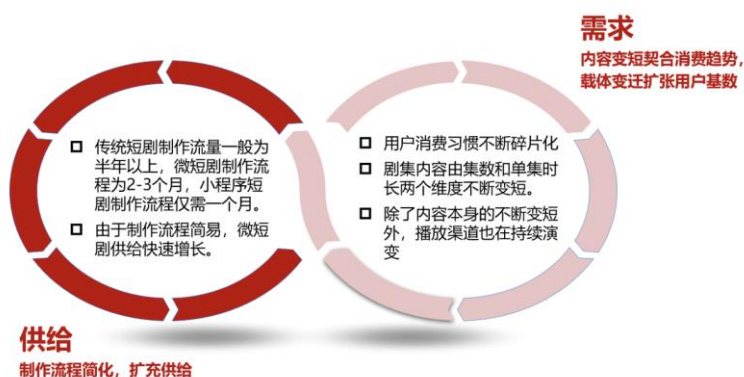 需求
内容变短契合消费趋势，
载体变迁扩张用户基数
传统短剧制作流量一般为
半年以上，微短剧制作流
程为2-3个月，小程序短
剧制作流程仅需一个月。
由于制作流程简易，微短
剧供给快速增长。
用户消费习惯不断碎片化
剧集内容由集数和单集时
长两个维度不断变短。
除了内容本身的不断变短
外，播放渠道也在持续演
变
供给
制作流程简化，扩充供给